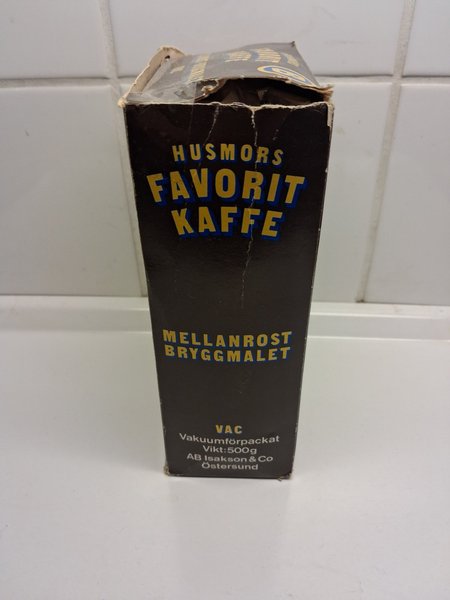 HUSMORS
FAVORIT
KAFFE
MELLANROST
BRYGGMALET
VAC
Vakuumförpackat
Vikt: 500g
AB Isakson & Co
Östersund